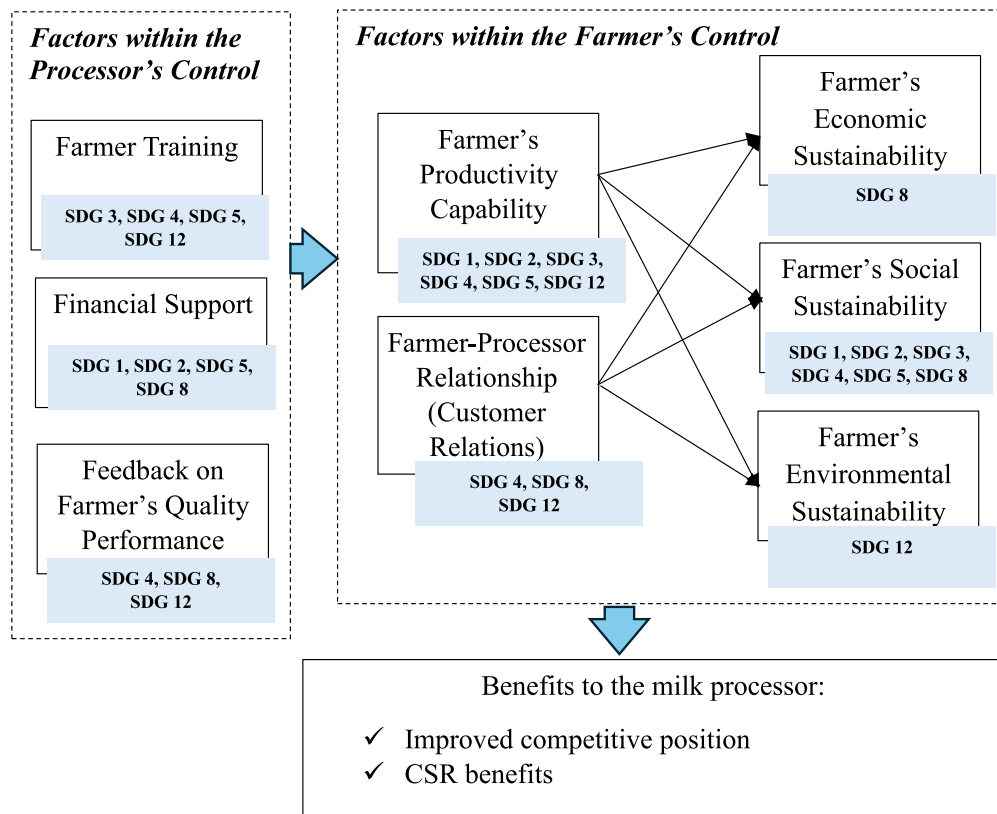 Factors within the
Processor's Control
Farmer Training
SDG 3, SDG 4, SDG 5,
SDG 12
Financial Support
SDG 1, SDG 2, SDG 5,
SDG 8
Feedback on
Farmer's Quality
Performance
SDG 4, SDG 8,
SDG 12
Factors within the Farmer's Control
Farmer's
Productivity
Capability
SDG 1, SDG 2, SDG 3,
SDG 4, SDG 5, SDG 12
Farmer-Processor
Relationship
(Customer
Relations)
SDG 4, SDG 8,
SDG 12
Farmer's
Economic
Sustainability
SDG 8
Farmer's Social
Sustainability
SDG 1, SDG 2, SDG 3,
SDG 4, SDG 5, SDG 8
Farmer's
Environmental
Sustainability
SDG 12
Benefits to the milk processor:
✓ Improved competitive position
✓ CSR benefits